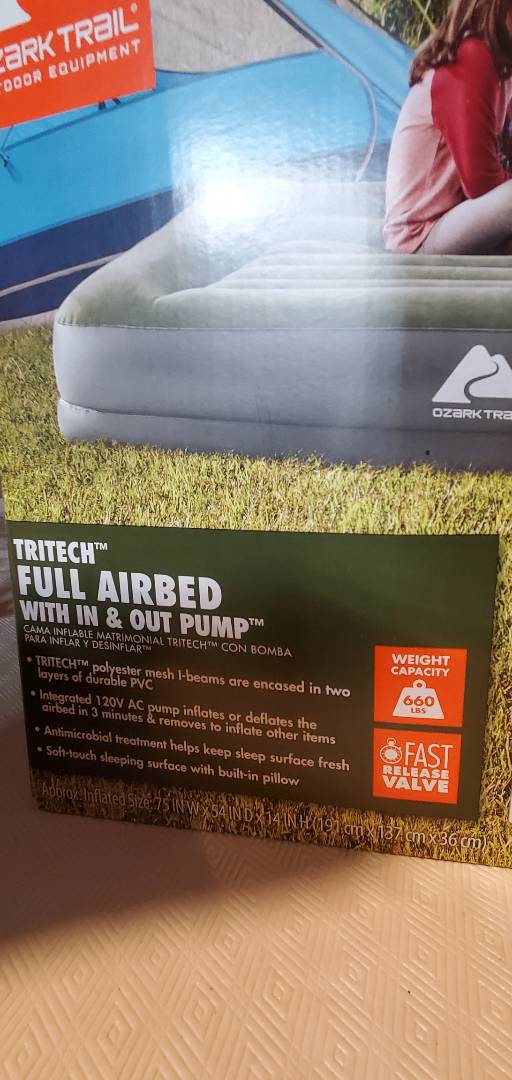 ZARK TRAIL
TDOOR EQUIPMENT
OZARK TRA
TRITECH™
FULL AIRBED
WITH IN & OUT PUMP™
CAMA INFLABLE MATRIMONIAL TRITECH™ CON BOMBA
PARA INFLAR Y DESINFLAR™
• TRITECH™ polyester mesh I-beams are encased in two
layers of durable PVC
• Integrated 120V AC pump inflates or deflates the
airbed in 3 minutes & removes to inflate other items
• Antimicrobial treatment helps keep sleep surface fresh
• Soft-touch sleeping surface with built-in pillow
WEIGHT
CAPACITY
660
LBS
FAST
RELEASE
VALVE
Approx. Inflated Size: 75 IN W x 54 IN D x 14 IN H (191 cm x 137 cm x 36 cm)